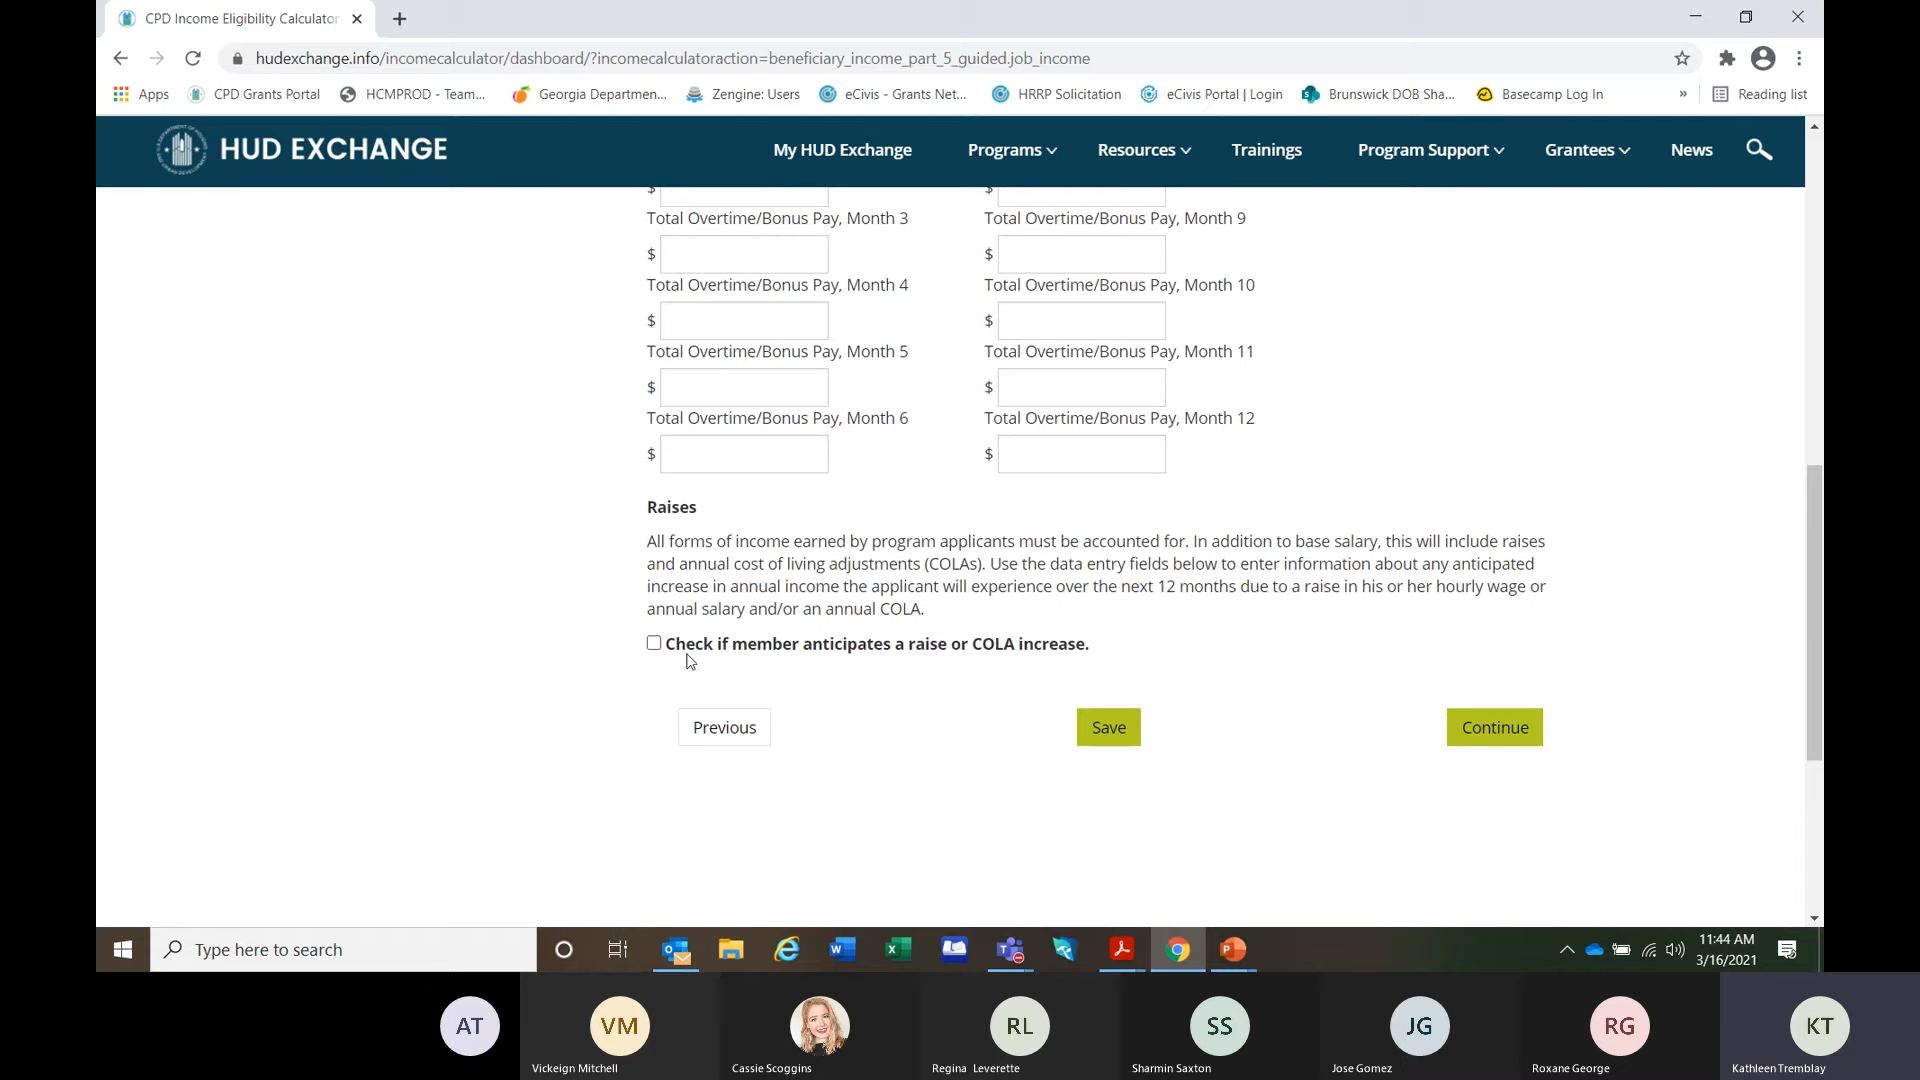 CPD Income Eligibility Calculator
hudexchange.info/incomecalculator/dashboard/?incomecalculatoraction=beneficiary_income_part_5_guided.job_income
Apps CPD Grants Portal HCMPROD - Team... Georgia Departmen... Zengine: Users eCivis - Grants Net... HRRP Solicitation eCivis Portal | Login Brunswick DOB Sha... Basecamp Log In » Reading list
HUD EXCHANGE My HUD Exchange Programs Resources Trainings Program Support Grantees News
$ $
Total Overtime/Bonus Pay, Month 3 Total Overtime/Bonus Pay, Month 9
$ $
Total Overtime/Bonus Pay, Month 4 Total Overtime/Bonus Pay, Month 10
$ $
Total Overtime/Bonus Pay, Month 5 Total Overtime/Bonus Pay, Month 11
$ $
Total Overtime/Bonus Pay, Month 6 Total Overtime/Bonus Pay, Month 12
$ $
Raises
All forms of income earned by program applicants must be accounted for. In addition to base salary, this will include raises
and annual cost of living adjustments (COLAs). Use the data entry fields below to enter information about any anticipated
increase in annual income the applicant will experience over the next 12 months due to a raise in his or her hourly wage or
annual salary and/or an annual COLA.
Check if member anticipates a raise or COLA increase.
Previous Save Continue
Type here to search
11:44 AM
3/16/2021
AT VM RL SS JG RG KT
Vickeign Mitchell Cassie Scoggins Regina Leverette Sharmin Saxton Jose Gomez Roxane George Kathleen Tremblay